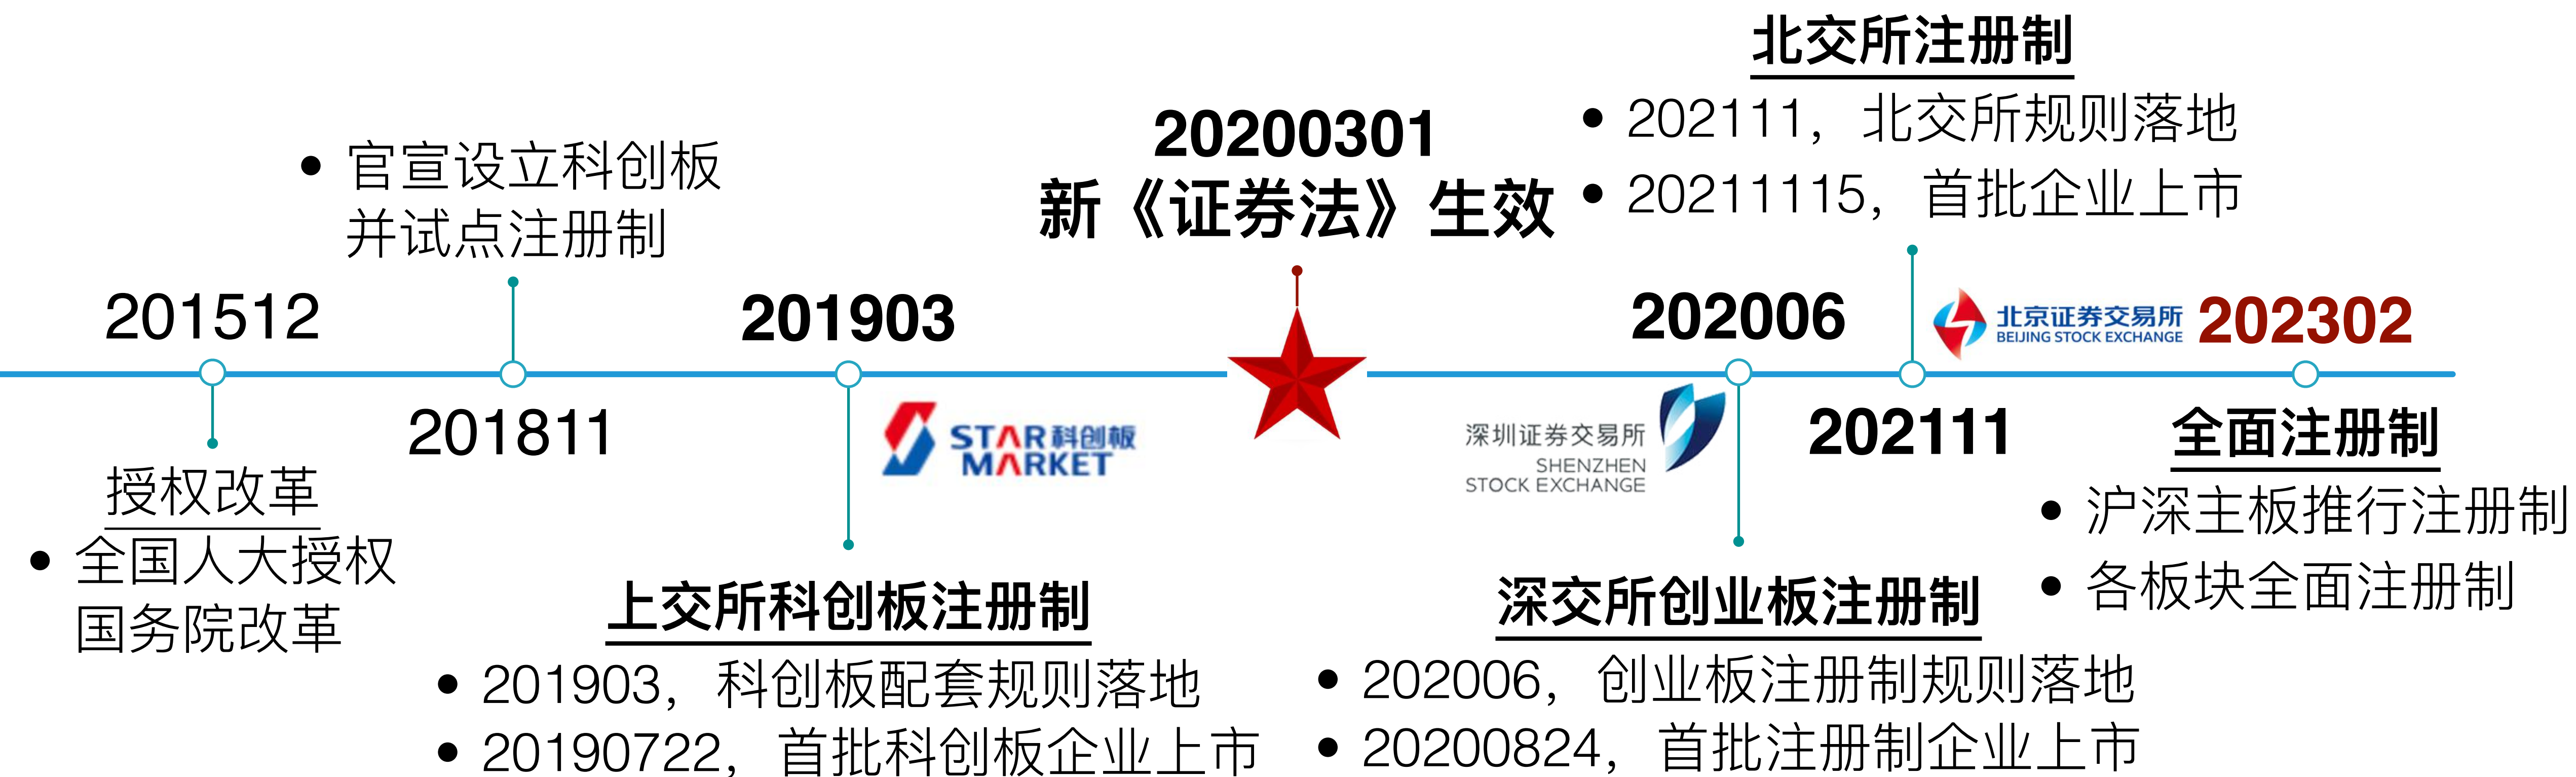 201512
授权改革
• 全国人大授权
国务院改革
• 官宣设立科创板
并试点注册制
201811
201903
STAR科创板
MARKET
上交所科创板注册制
• 201903，科创板配套规则落地
• 20190722，首批科创板企业上市
20200301
新《证券法》生效
202006
深圳证券交易所
SHENZHEN
STOCK EXCHANGE
深交所创业板注册制
• 202006，创业板注册制规则落地
• 20200824，首批注册制企业上市
北交所注册制
• 202111，北交所规则落地
• 20211115，首批企业上市
北京证券交易所
BEIJING STOCK EXCHANGE
202111
202302
全面注册制
• 沪深主板推行注册制
• 各板块全面注册制